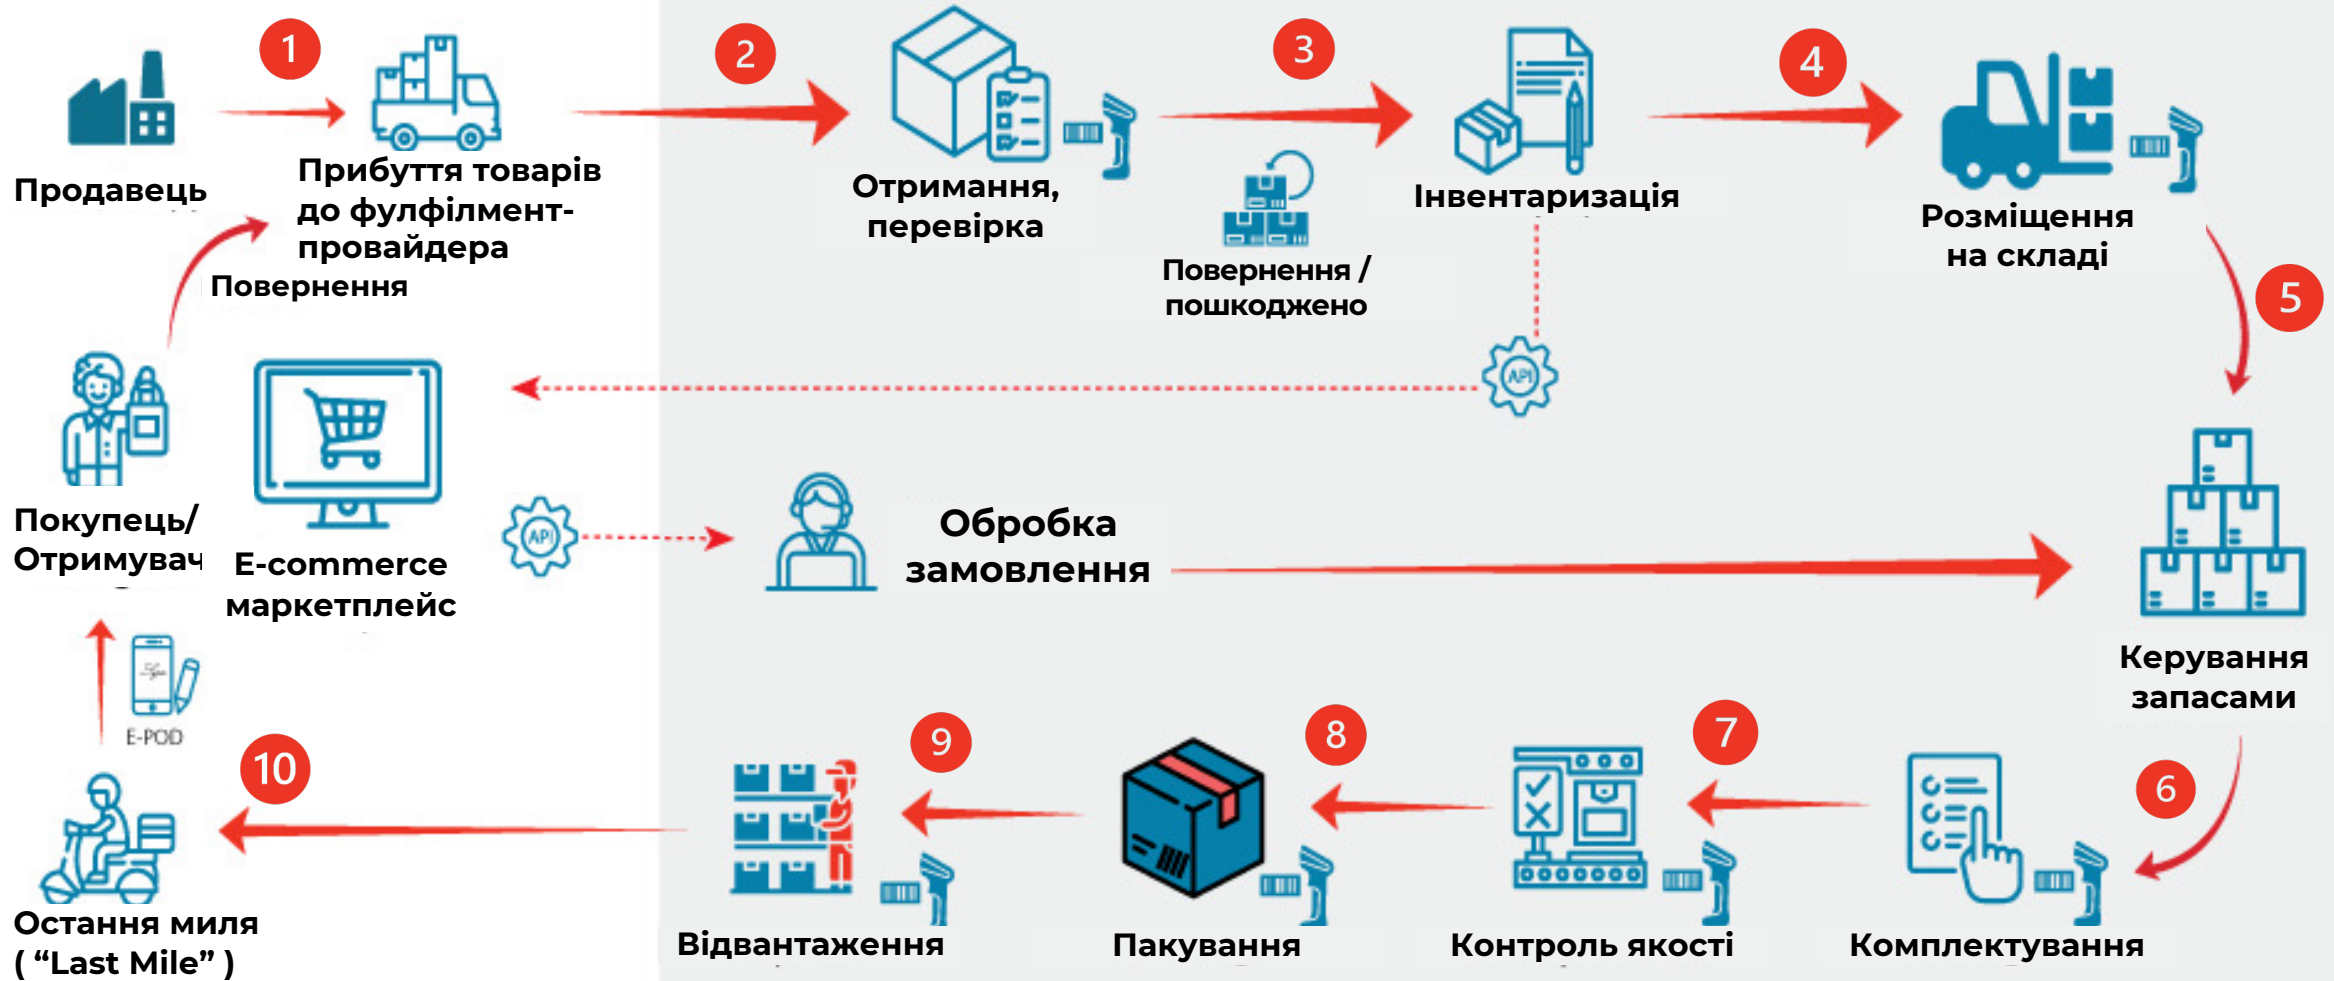 1
2
3
4
Продавець
Прибуття товарів
до фулфілмент-
провайдера
Отримання,
перевірка
Інвентаризація
Розміщення
на складі
Повернення
Повернення /
пошкоджено
5
API
Покупець/
Отримувач
E-commerce
маркетплейс
API
Обробка
замовлення
Керування
запасами
E-POD
10
9
8
7
6
Остання миля
( “Last Mile” )
Відвантаження
Пакування
Контроль якості
Комплектування